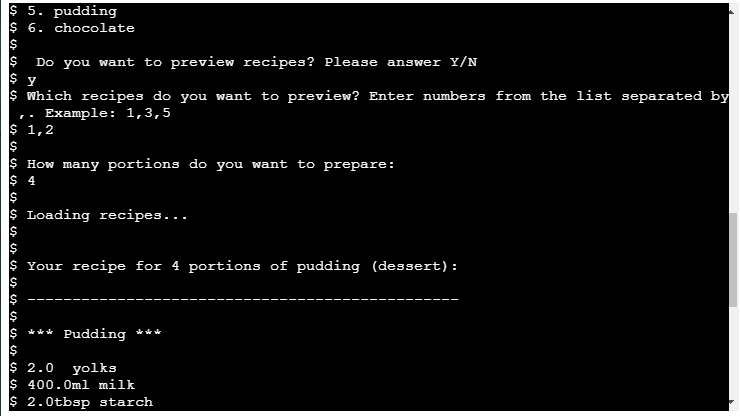 $ 5. pudding
$ 6. chocolate
$
$  Do you want to preview recipes? Please answer Y/N
$ y
$ Which recipes do you want to preview? Enter numbers from the list separated by
 ,. Example: 1,3,5
$ 1,2
$
$ How many portions do you want to prepare:
$ 4
$
$ Loading recipes...
$
$
$ Your recipe for 4 portions of pudding (dessert):
$
$ ------------------------------------------------
$
$ *** Pudding ***
$
$ 2.0  yolks
$ 400.0ml milk
$ 2.0tbsp starch